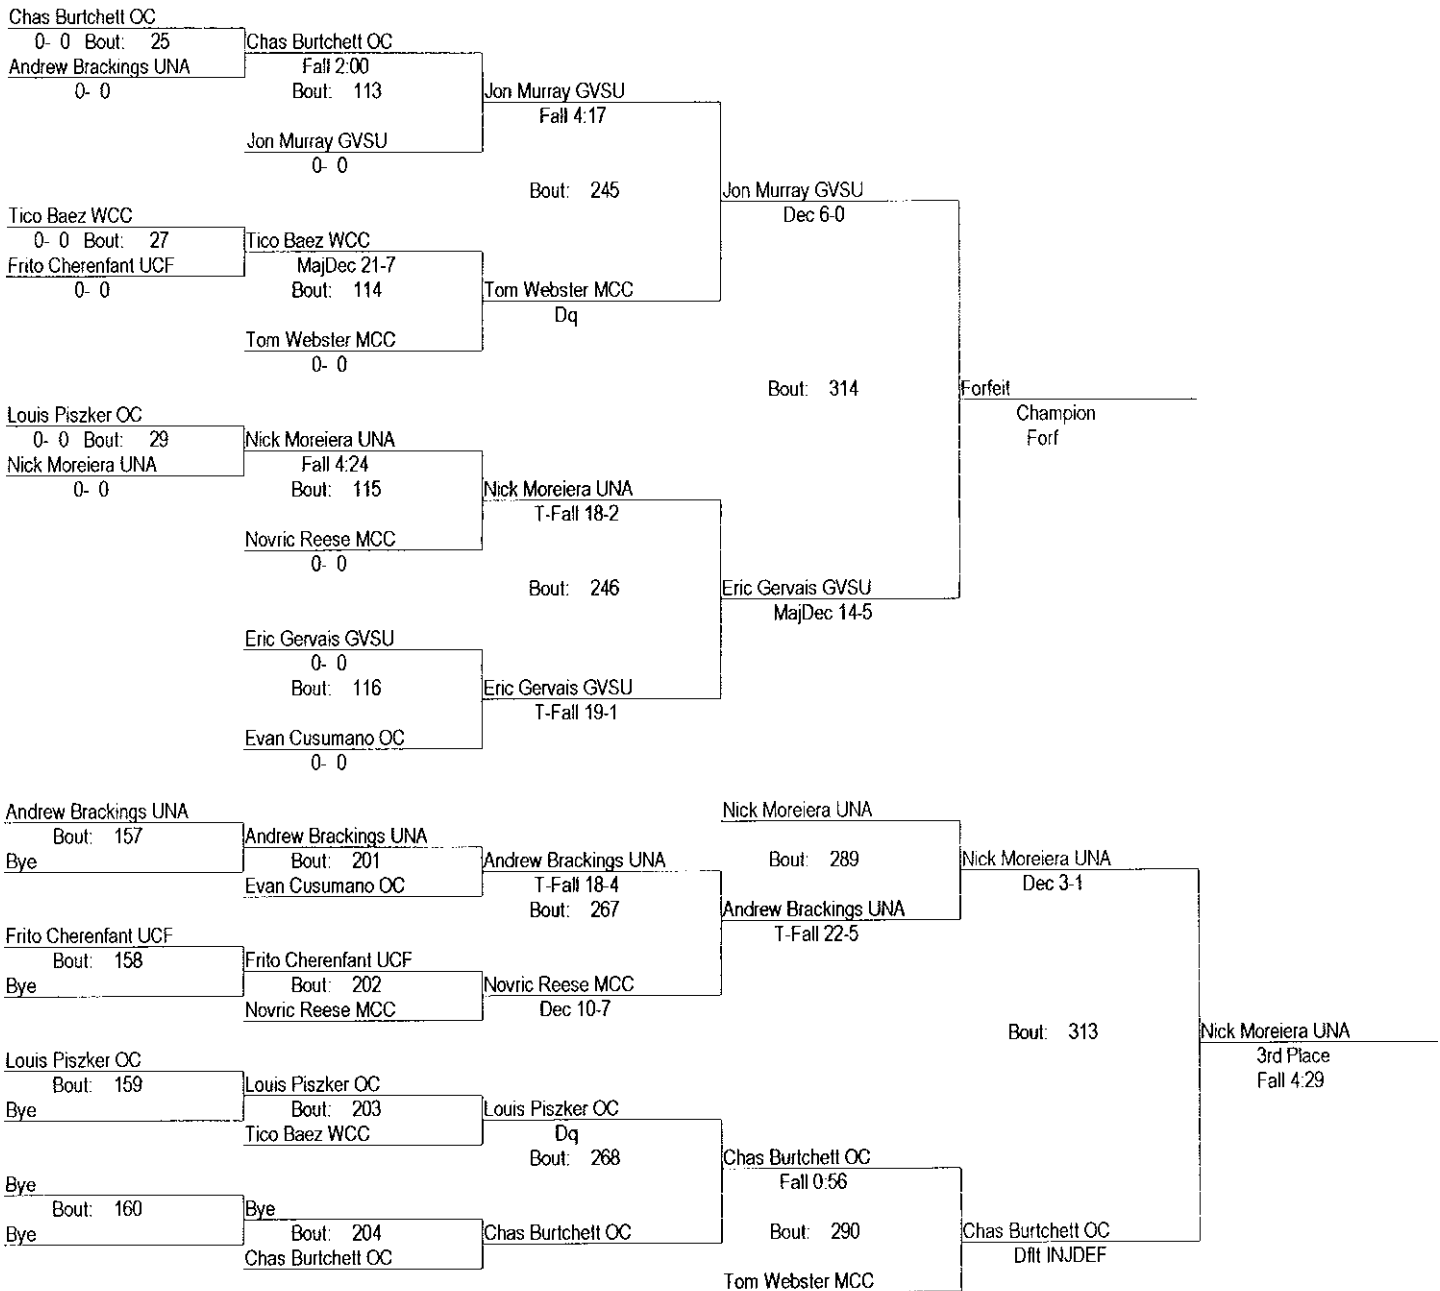 Chas Burtchett OC
0- 0 Bout: 25
Chas Burtchett OC
Andrew Brackings UNA
Fall 2:00
0- 0
Bout: 113
Jon Murray GVSU
Fall 4:17
Jon Murray GVSU
0- 0
Bout: 245
Jon Murray GVSU
Dec 6-0
Tico Baez WCC
0- 0 Bout: 27
Tico Baez WCC
Frito Cherenfant UCF
MajDec 21-7
0- 0
Bout: 114
Tom Webster MCC
Dq
Tom Webster MCC
0- 0
Bout: 314
Forfeit
Champion
Forf
Louis Piszker OC
0- 0 Bout: 29
Nick Moreiera UNA
Nick Moreiera UNA
Fall 4:24
0- 0
Bout: 115
Nick Moreiera UNA
T-Fall 18-2
Novric Reese MCC
0- 0
Bout: 246
Eric Gervais GVSU
MajDec 14-5
Eric Gervais GVSU
0- 0
Bout: 116
Eric Gervais GVSU
T-Fall 19-1
Evan Cusumano OC
0- 0
Andrew Brackings UNA
Bout: 157
Bye
Andrew Brackings UNA
Bout: 201
Evan Cusumano OC
Andrew Brackings UNA
T-Fall 18-4
Bout: 267
Nick Moreiera UNA
Bout: 289
Andrew Brackings UNA
T-Fall 22-5
Nick Moreiera UNA
Dec 3-1
Frito Cherenfant UCF
Bout: 158
Bye
Frito Cherenfant UCF
Bout: 202
Novric Reese MCC
Novric Reese MCC
Dec 10-7
Bout: 313
Nick Moreiera UNA
3rd Place
Fall 4:29
Louis Piszker OC
Bout: 159
Bye
Louis Piszker OC
Bout: 203
Tico Baez WCC
Louis Piszker OC
Dq
Bout: 268
Chas Burtchett OC
Fall 0:56
Bye
Bout: 160
Bye
Bye
Bout: 204
Chas Burtchett OC
Chas Burtchett OC
Bout: 290
Tom Webster MCC
Chas Burtchett OC
Dflt INJDEF